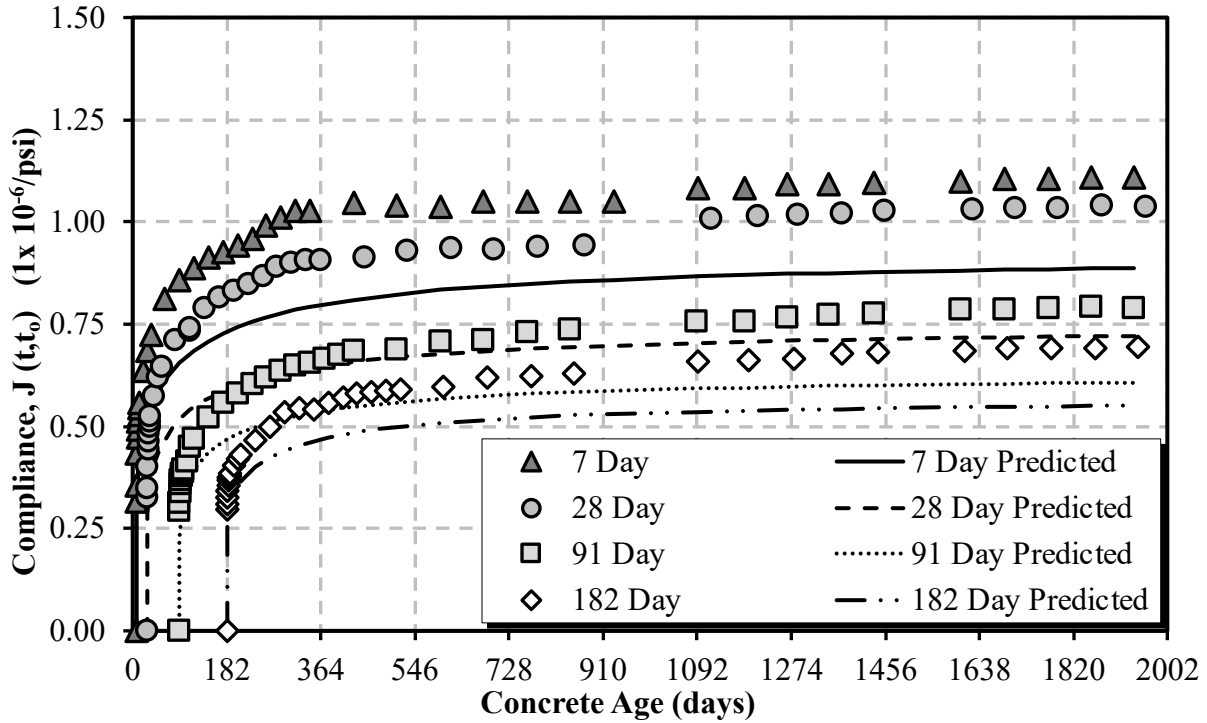 Compliance, J (t,tₒ) (1x 10⁻⁶/psi)
1.50
1.25
1.00
0.75
0.50
0.25
0.00
7 Day 7 Day Predicted
28 Day 28 Day Predicted
91 Day 91 Day Predicted
182 Day 182 Day Predicted
0 182 364 546 728 910 1092 1274 1456 1638 1820 2002
Concrete Age (days)